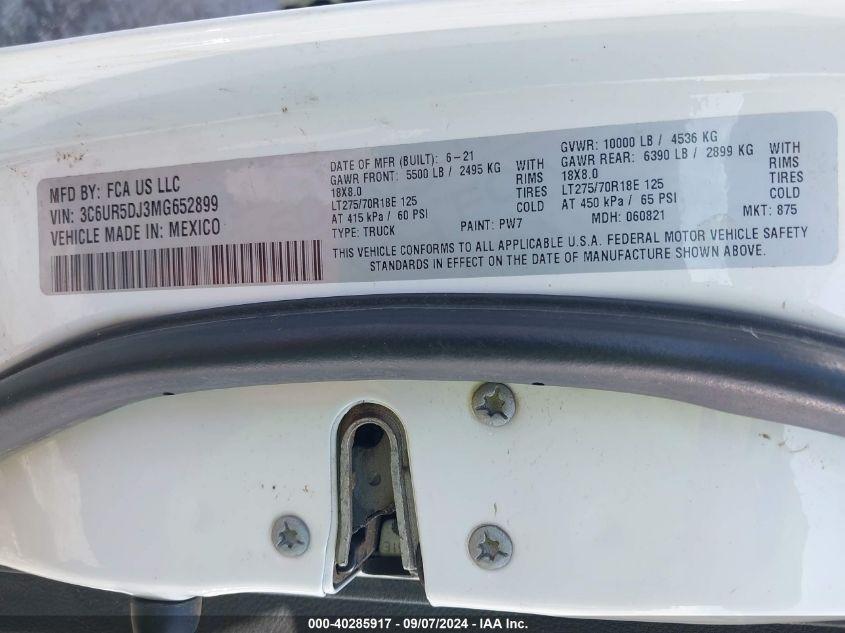 MFD BY: FCA US LLC
VIN: 3C6UR5DJ3MG652899
VEHICLE MADE IN: MEXICO
DATE OF MFR (BUILT): 6-21
GAWR FRONT: 5500 LB / 2495 KG WITH
18X8.0 RIMS
LT275/70R18E 125 TIRES
AT 415 kPa / 60 PSI COLD
TYPE: TRUCK PAINT: PW7
GVWR: 10000 LB / 4536 KG
GAWR REAR: 6390 LB / 2899 KG WITH
18X8.0 RIMS
LT275/70R18E 125 TIRES
AT 450 kPa / 65 PSI COLD
MDH: 060821 MKT: 875
THIS VEHICLE CONFORMS TO ALL APPLICABLE U.S.A. FEDERAL MOTOR VEHICLE SAFETY
STANDARDS IN EFFECT ON THE DATE OF MANUFACTURE SHOWN ABOVE.
000-40285917 - 09/07/2024 - IAA Inc.